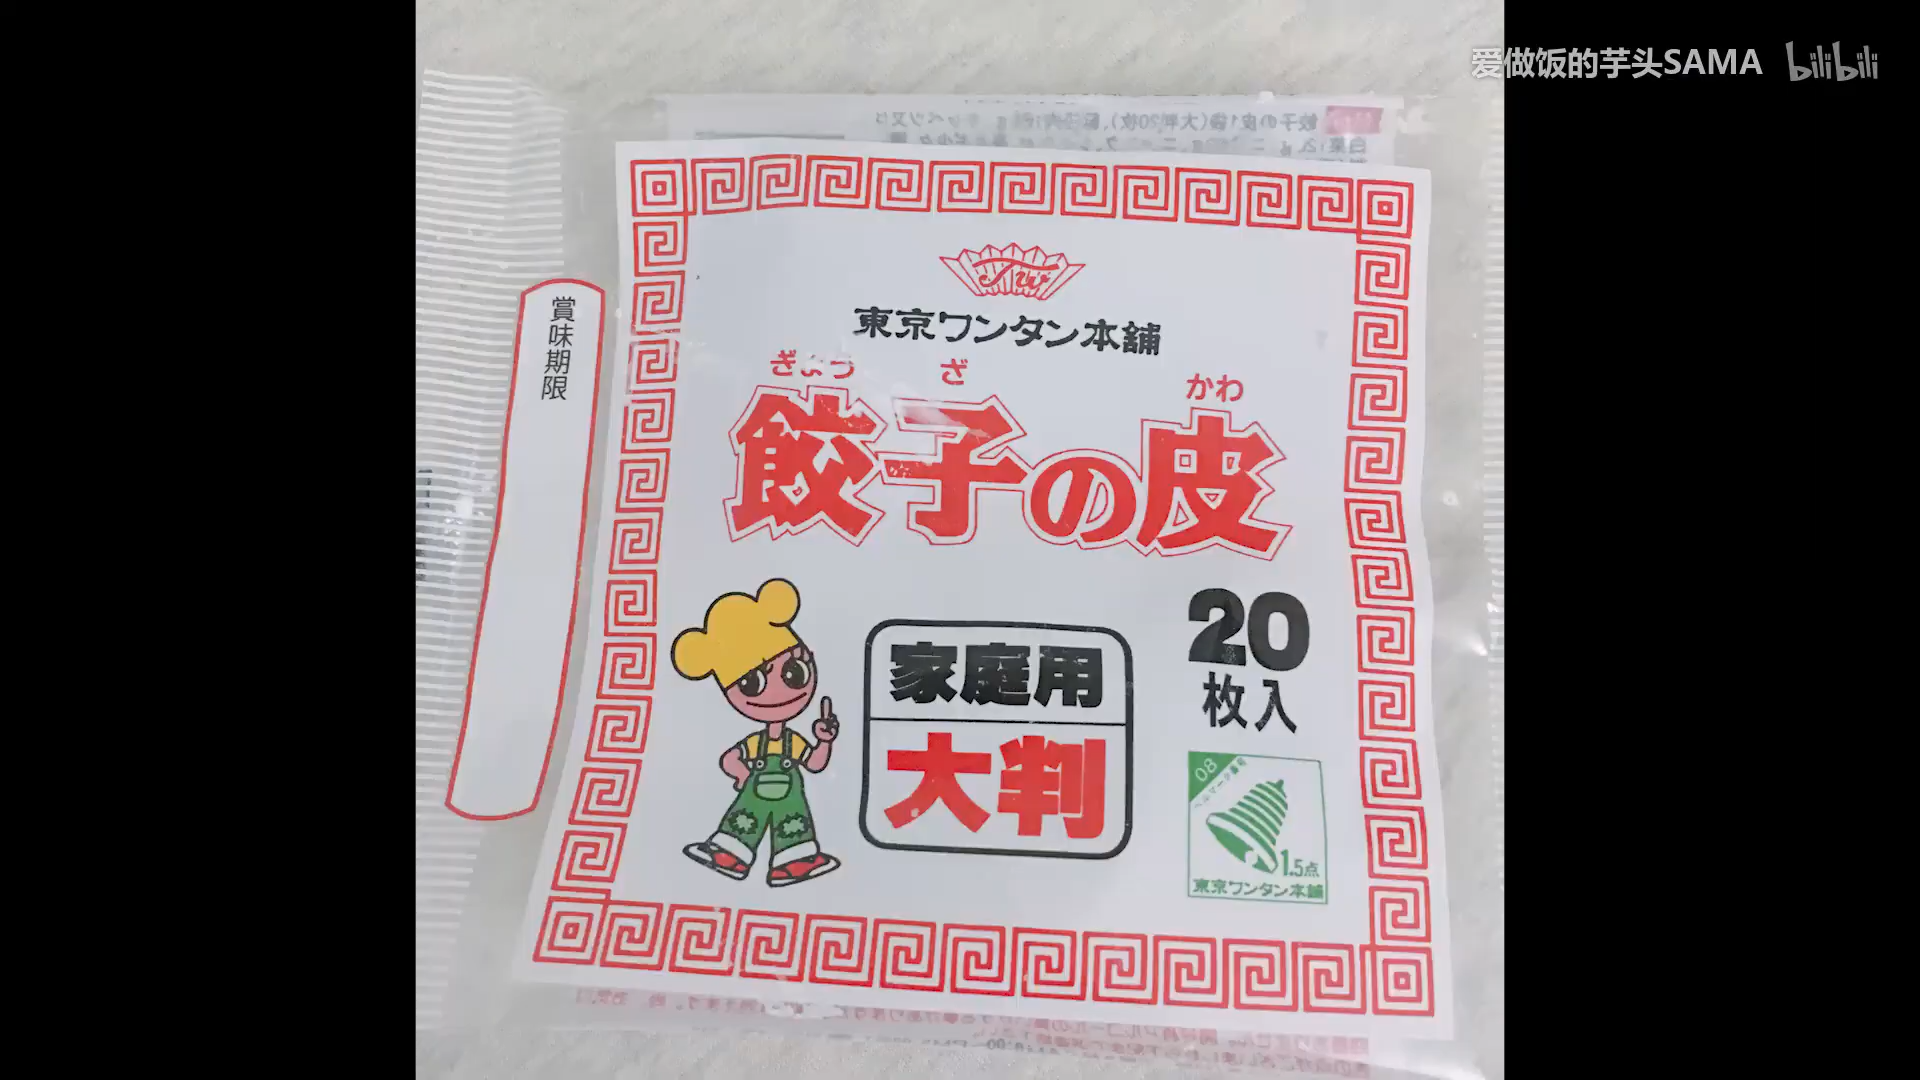 爱做饭的芋头SAMA bilibili
賞味期限
東京ワンタン本舗
ぎょうざ かわ
餃子の皮
家庭用
大判
20
枚入
08
1.5点
東京ワンタン本舗